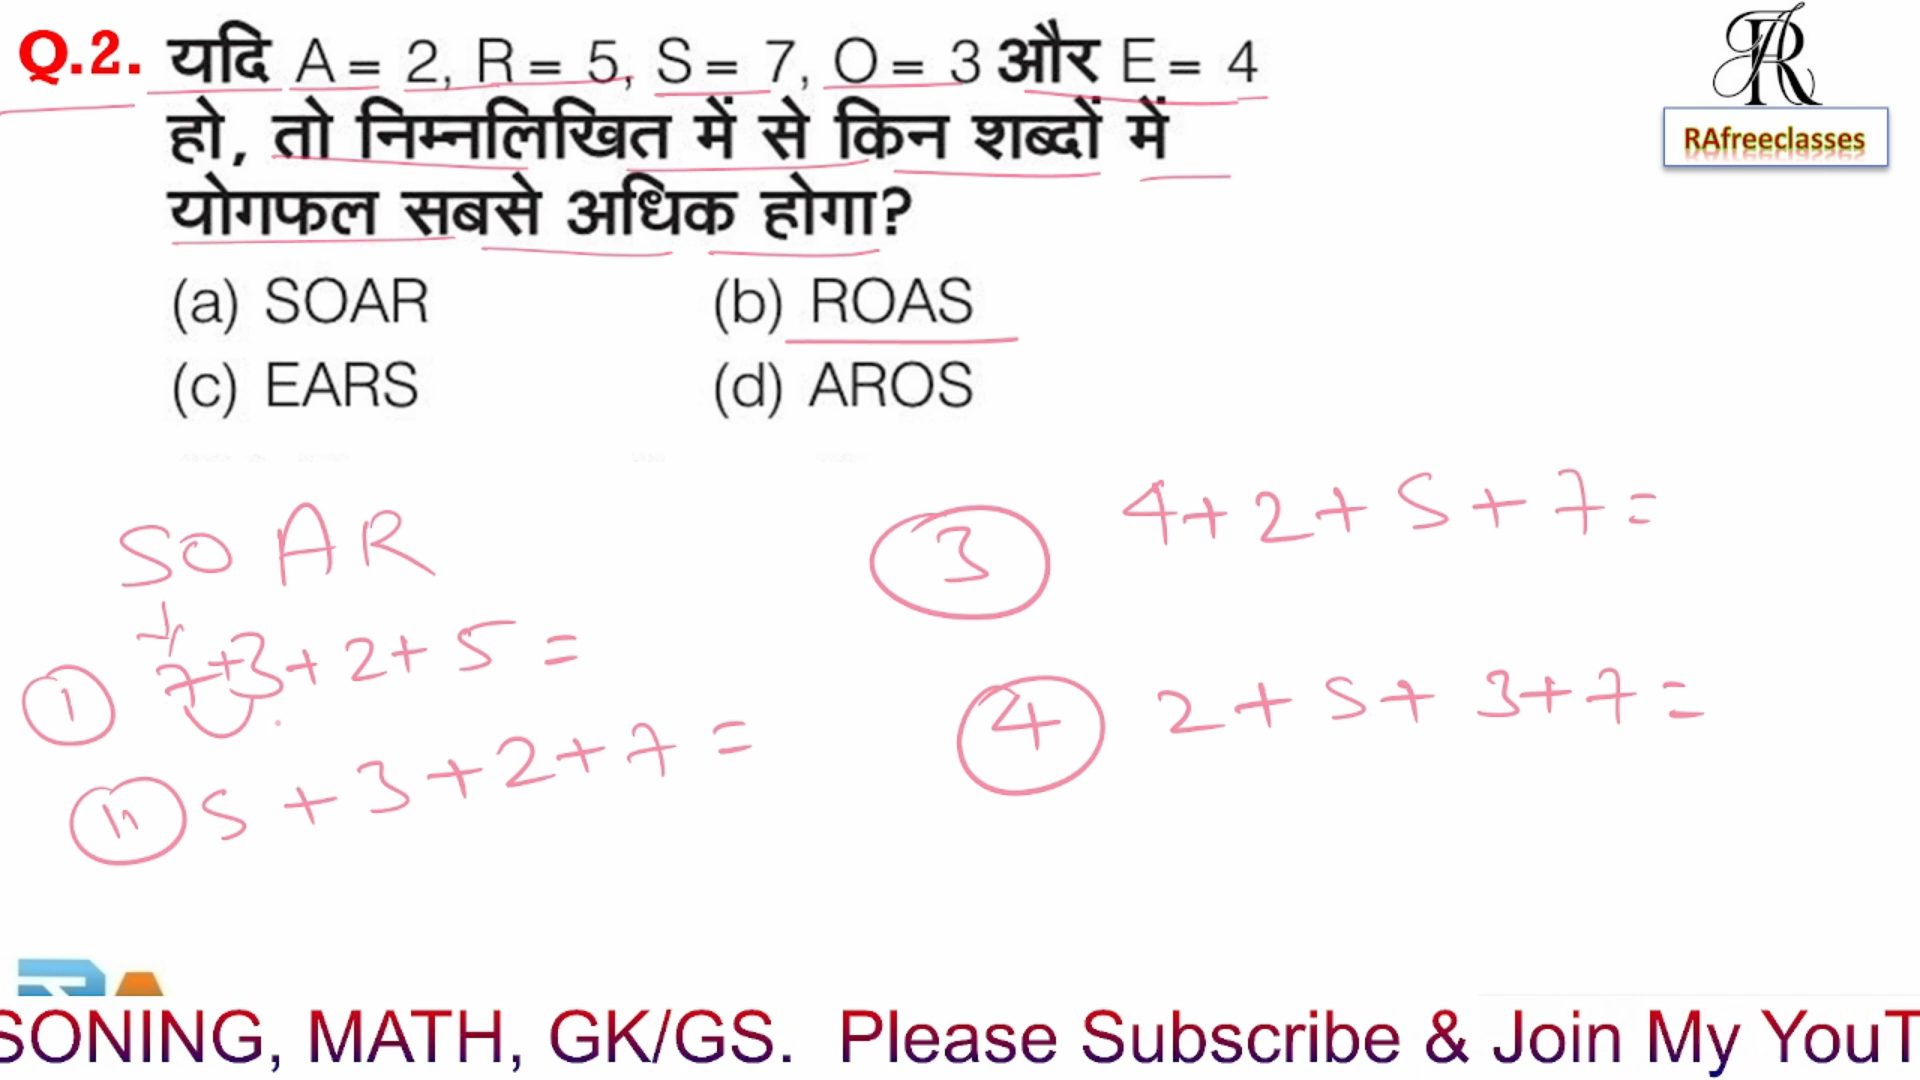 Q.2. यदि A = 2, R = 5, S = 7, O = 3 और E = 4
हो, तो निम्नलिखित में से किन शब्दों में
योगफल सबसे अधिक होगा?
(a) SOAR (b) ROAS
(c) EARS (d) AROS
RAfreeclasses
SOAR
1 7+3+2+5=
11 5+3+2+7=
3 4+2+5+7=
4 2+5+3+7=
SONING, MATH, GK/GS. Please Subscribe & Join My YouT